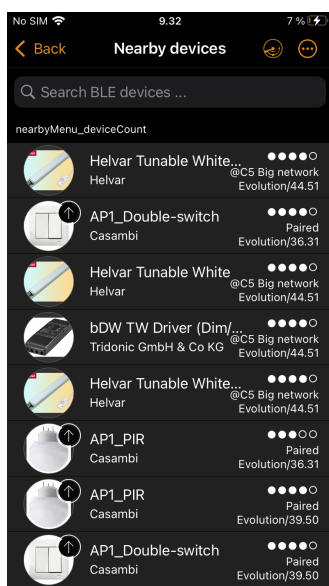 No SIM 9.32 7 %
Back Nearby devices
Search BLE devices ...
nearbyMenu_deviceCount
Helvar Tunable White...
Helvar @C5 Big network
Evolution/44.51
AP1_Double-switch
Casambi Paired
Evolution/36.31
Helvar Tunable White
Helvar @C5 Big network
Evolution/44.51
bDW TW Driver (Dim/...
Tridonic GmbH & Co KG @C5 Big network
Evolution/44.51
Helvar Tunable White...
Helvar @C5 Big network
Evolution/44.51
AP1_PIR
Casambi Paired
Evolution/36.31
AP1_PIR
Casambi Paired
Evolution/39.50
AP1_Double-switch
Casambi Paired
Evolution/39.50